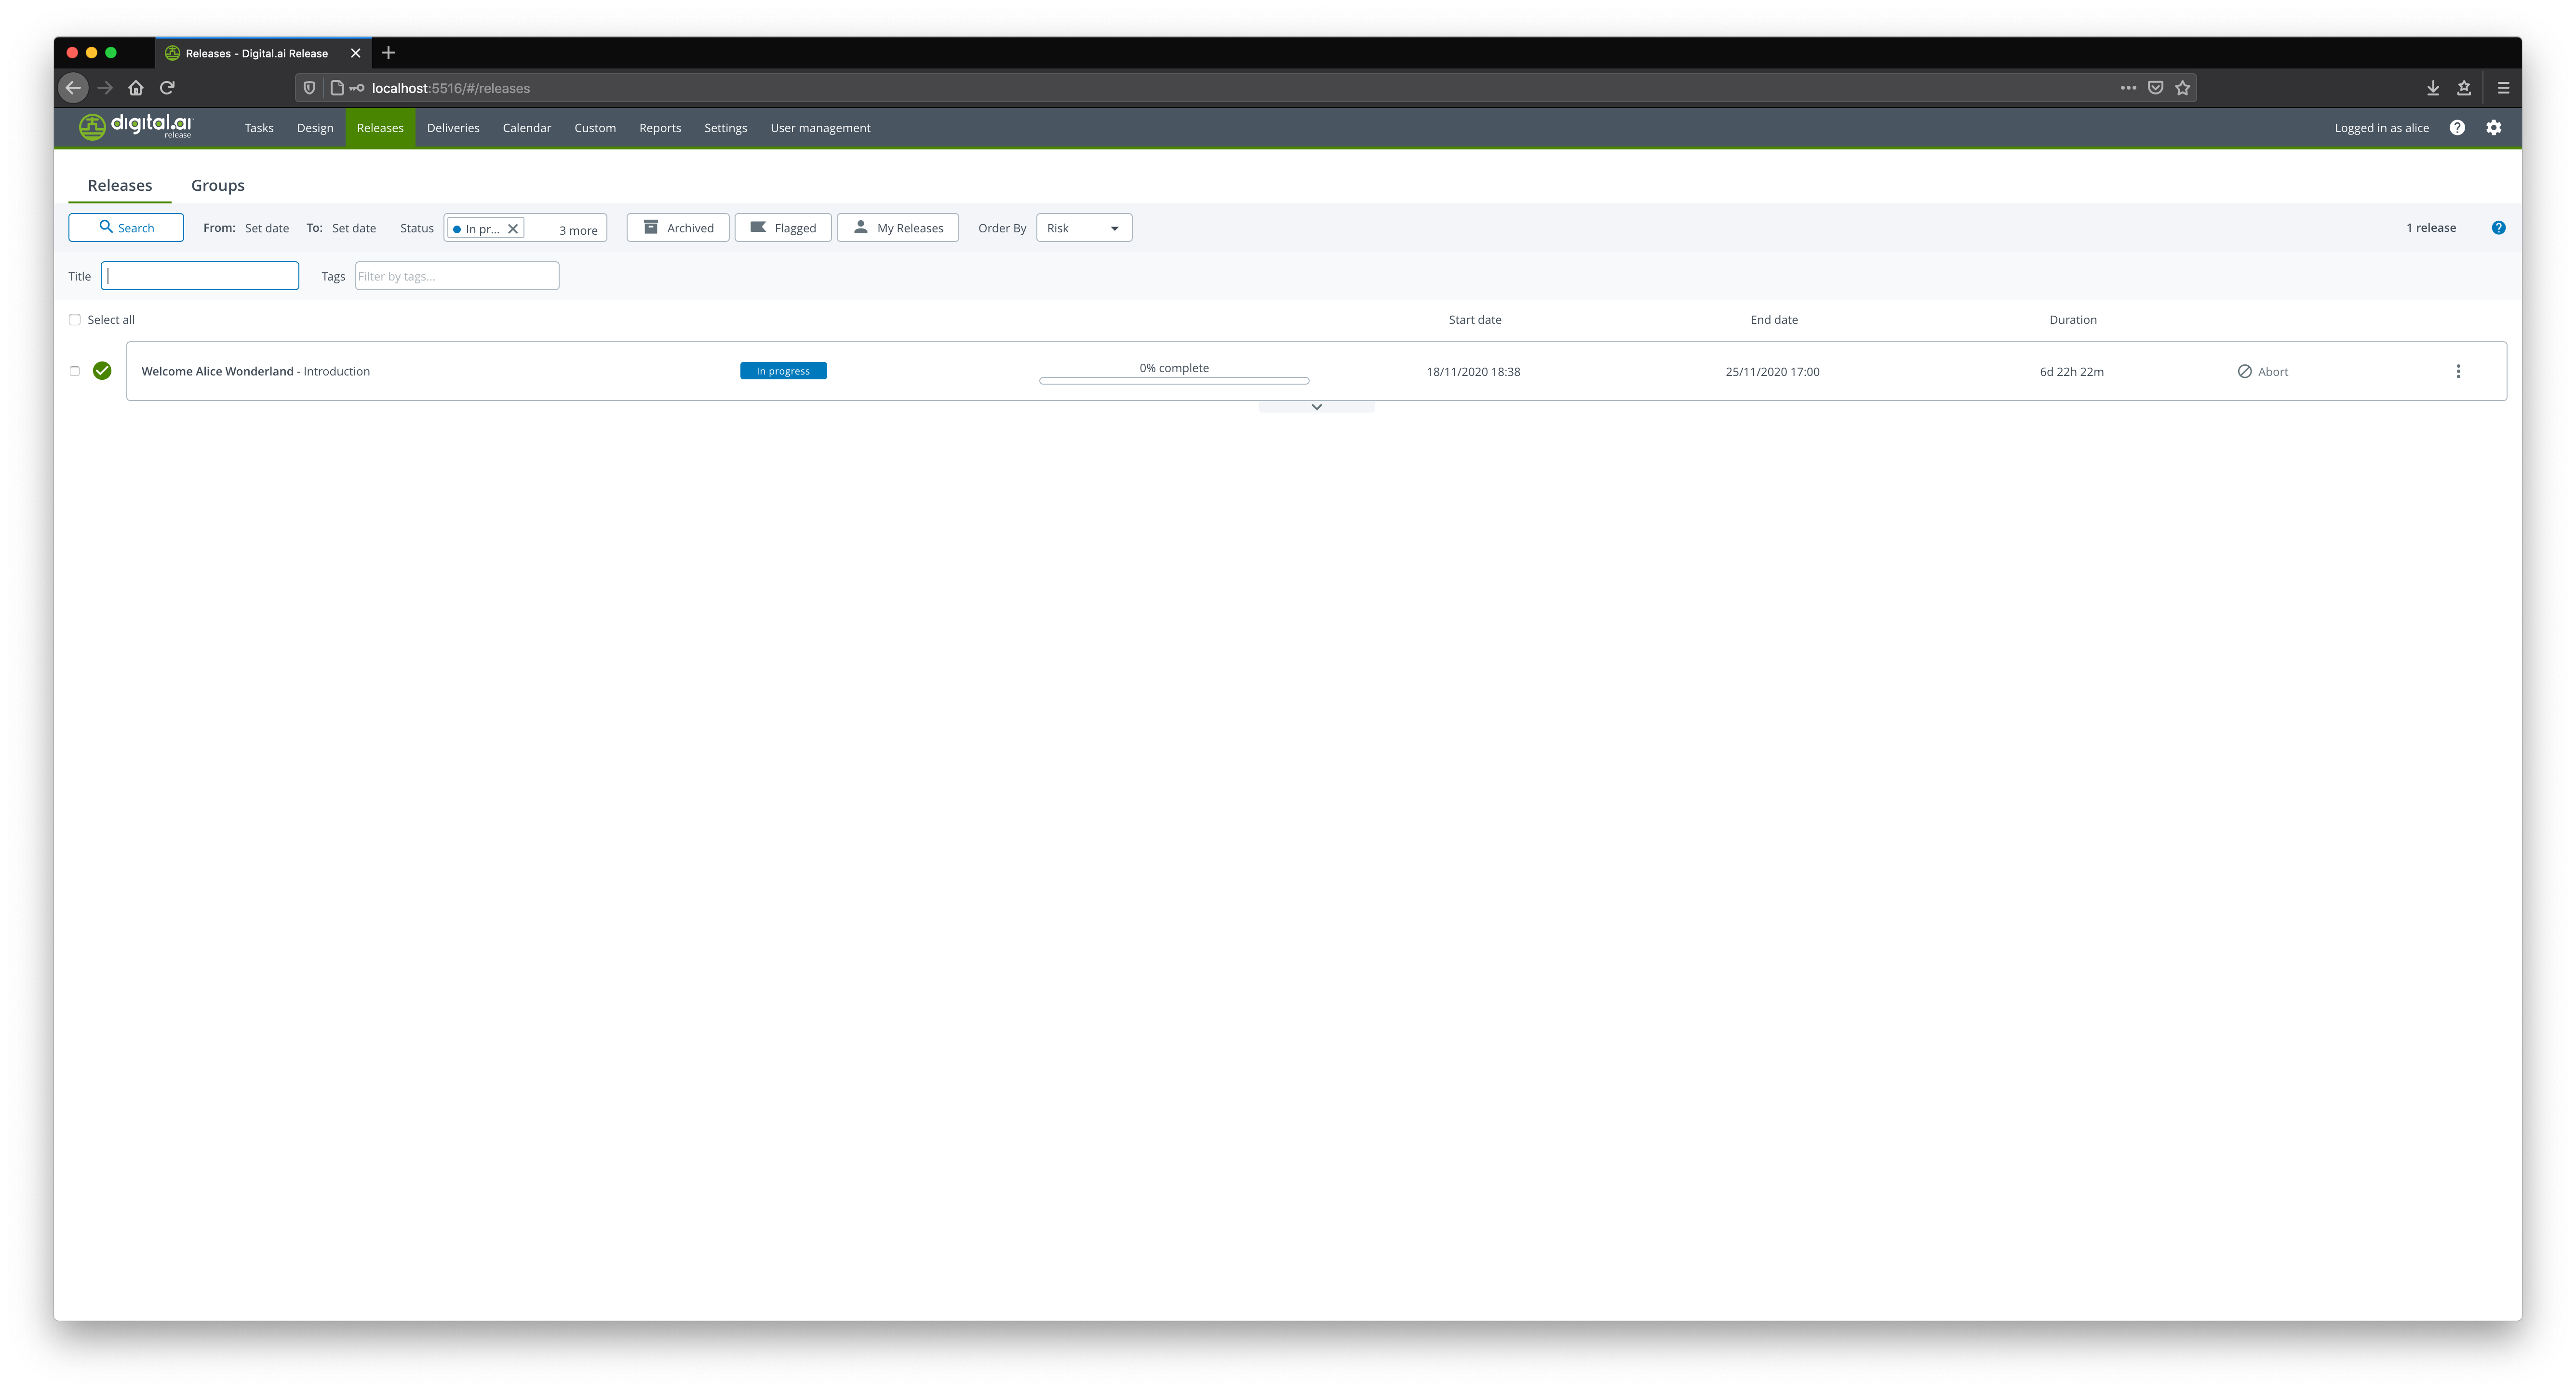 Releases - Digital.ai Release
localhost:5516/#/releases
digital.ai
release
Tasks Design Releases Deliveries Calendar Custom Reports Settings User management Logged in as alice ?
Releases Groups
Search From: Set date To: Set date Status In pr... 3 more Archived Flagged My Releases Order By Risk 1 release ?
Title Tags Filter by tags...
Select all Start date End date Duration
Welcome Alice Wonderland - Introduction In progress 0% complete 18/11/2020 18:38 25/11/2020 17:00 6d 22h 22m Abort